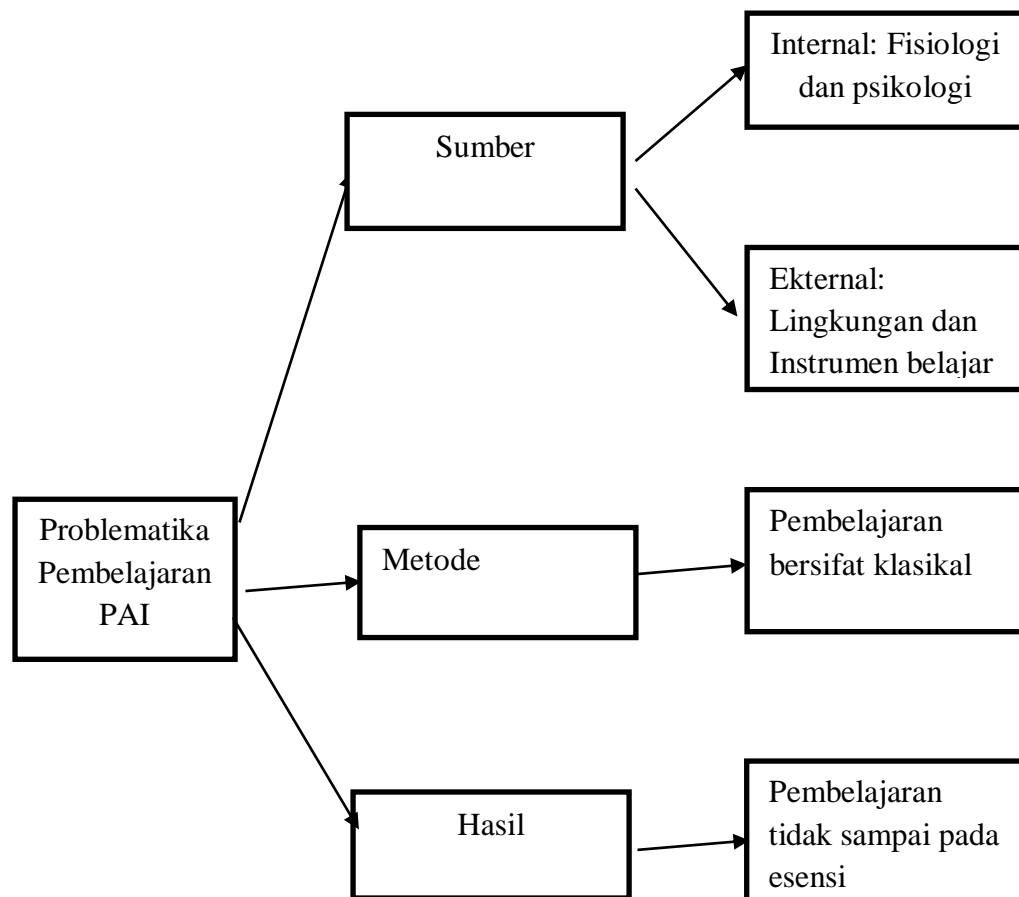 Internal: Fisiologi
dan psikologi
Sumber
Ekternal:
Lingkungan dan
Instrumen belajar
Problematika
Pembelajaran
PAI
Metode
Pembelajaran
bersifat klasikal
Hasil
Pembelajaran
tidak sampai pada
esensi